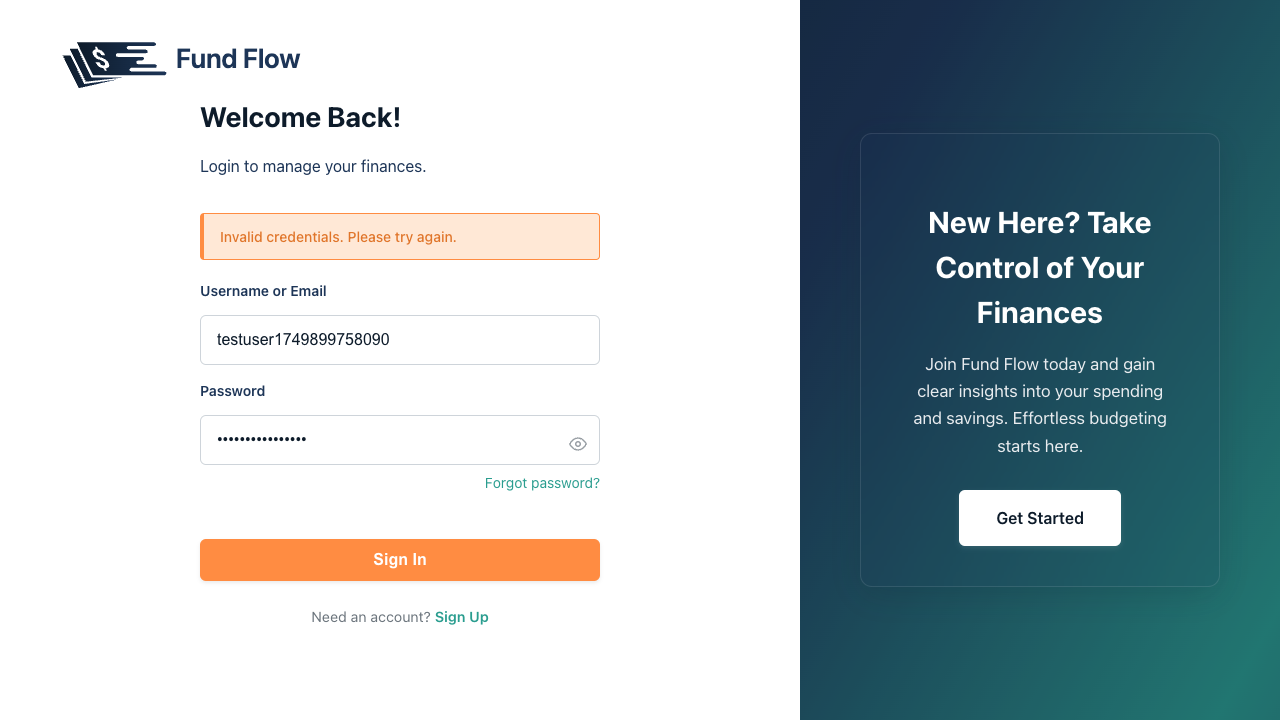 $
Fund Flow
Welcome Back!
Login to manage your finances.
Invalid credentials. Please try again.
Username or Email
testuser1749899758090
Password
••••••••••••••••
Forgot password?
Sign In
Need an account? Sign Up
New Here? Take
Control of Your
Finances
Join Fund Flow today and gain
clear insights into your spending
and savings. Effortless budgeting
starts here.
Get Started